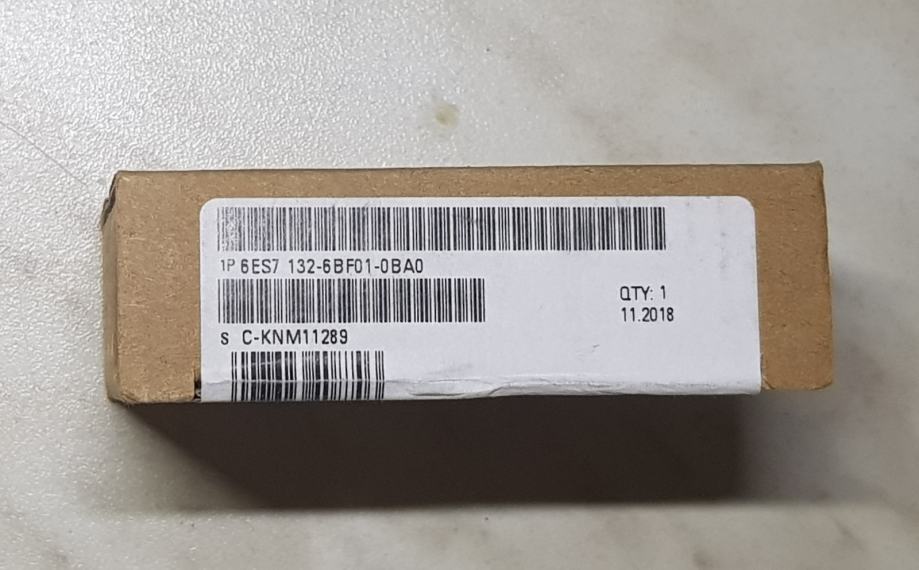 1P 6ES7 132-6BF01-0BA0
QTY: 1
11.2018
S C-KNM11289